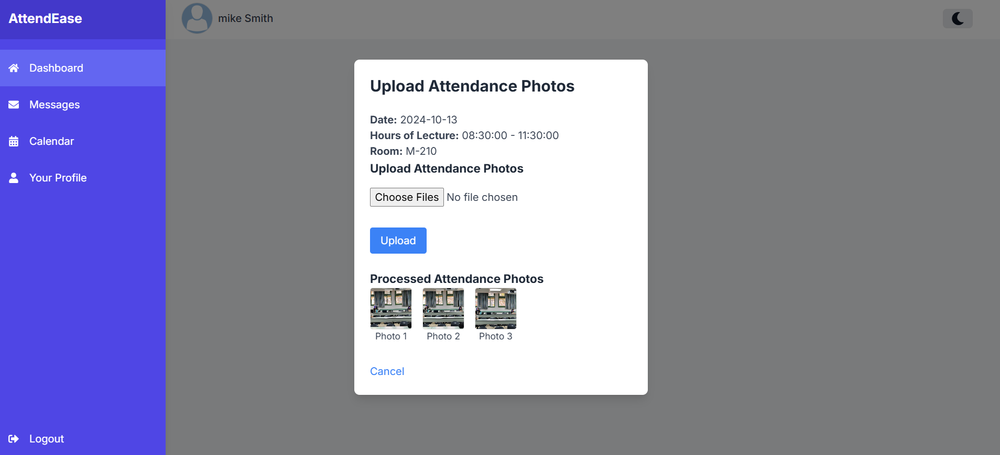 AttendEase
mike Smith
Dashboard
Messages
Calendar
Your Profile
Logout
Upload Attendance Photos
Date: 2024-10-13
Hours of Lecture: 08:30:00 - 11:30:00
Room: M-210
Upload Attendance Photos
Choose Files No file chosen
Upload
Processed Attendance Photos
Photo 1 Photo 2 Photo 3
Cancel